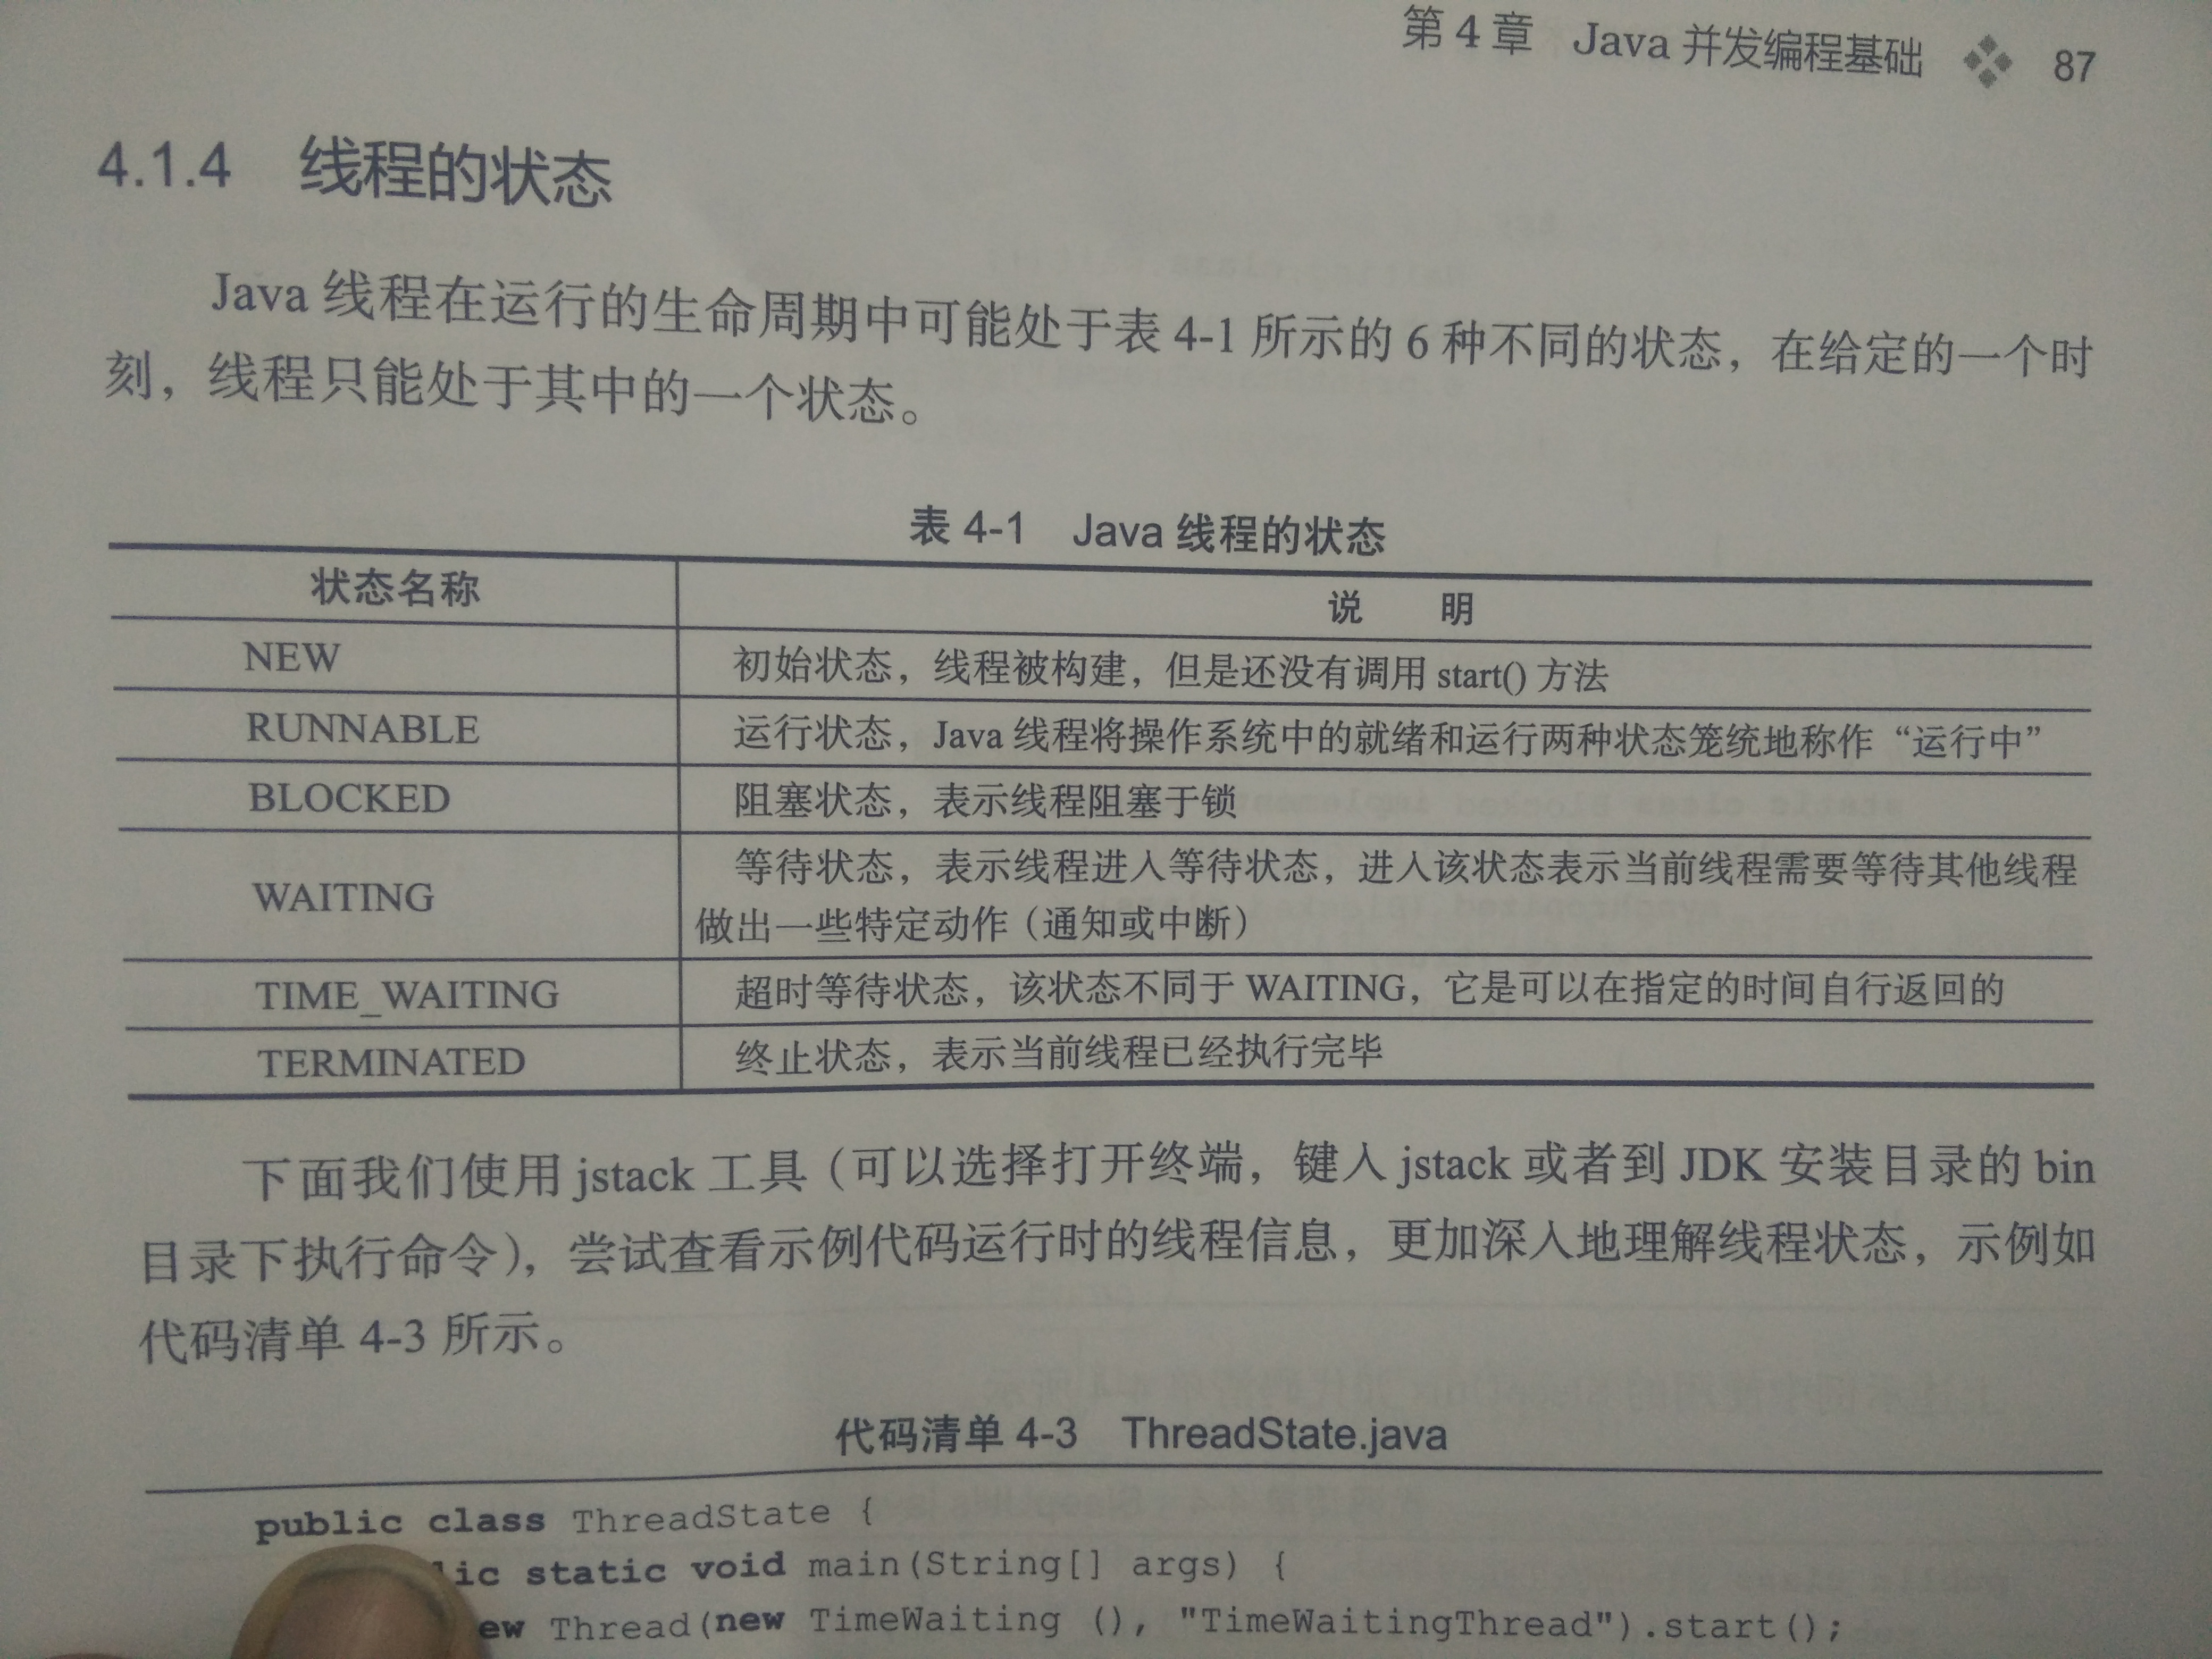 第 4 章 Java 并发编程基础 87
4.1.4 线程的状态
Java 线程在运行的生命周期中可能处于表 4-1 所示的 6 种不同的状态，在给定的一个时
刻，线程只能处于其中的一个状态。
表 4-1 Java 线程的状态
状态名称 说 明
NEW 初始状态，线程被构建，但是还没有调用 start() 方法
RUNNABLE 运行状态，Java 线程将操作系统中的就绪和运行两种状态笼统地称作“运行中”
BLOCKED 阻塞状态，表示线程阻塞于锁
WAITING 等待状态，表示线程进入等待状态，进入该状态表示当前线程需要等待其他线程
做出一些特定动作（通知或中断）
TIME_WAITING 超时等待状态，该状态不同于 WAITING，它是可以在指定的时间自行返回的
TERMINATED 终止状态，表示当前线程已经执行完毕
下面我们使用 jstack 工具（可以选择打开终端，键入 jstack 或者到 JDK 安装目录的 bin
目录下执行命令），尝试查看示例代码运行时的线程信息，更加深入地理解线程状态，示例如
代码清单 4-3 所示。
代码清单 4-3 ThreadState.java
public class ThreadState {
lic static void main(String[] args) {
ew Thread(new TimeWaiting (), "TimeWaitingThread").start();